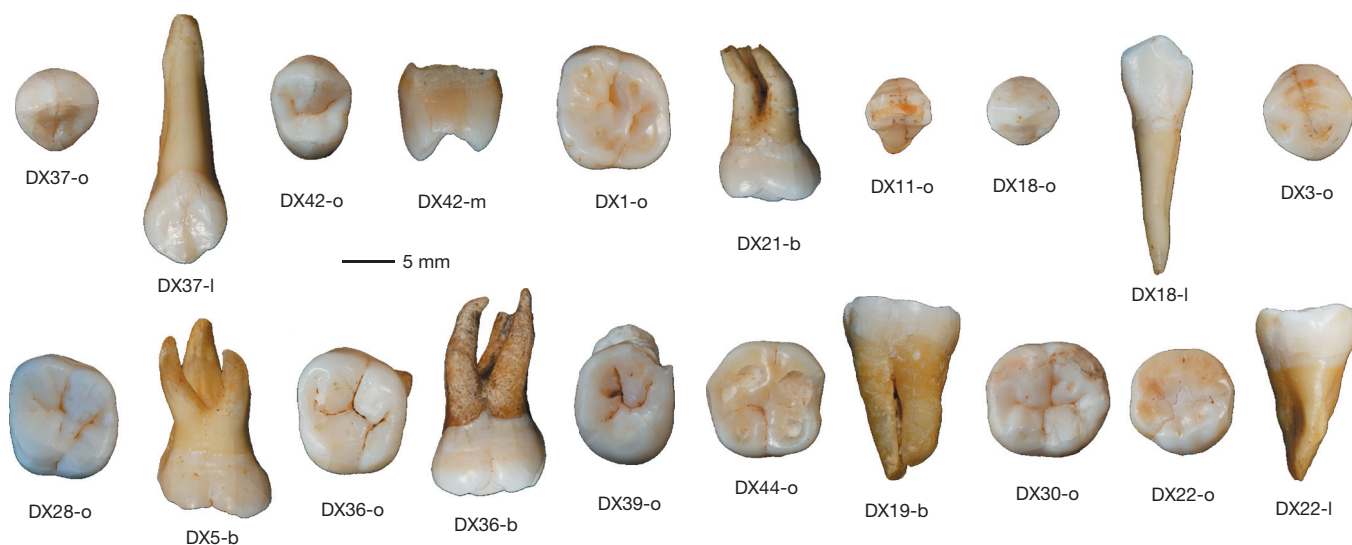 DX37-o
DX37-l
DX42-o
DX42-m
DX1-o
DX21-b
DX11-o
DX18-o
DX18-l
DX3-o
5 mm
DX28-o
DX5-b
DX36-o
DX36-b
DX39-o
DX44-o
DX19-b
DX30-o
DX22-o
DX22-l